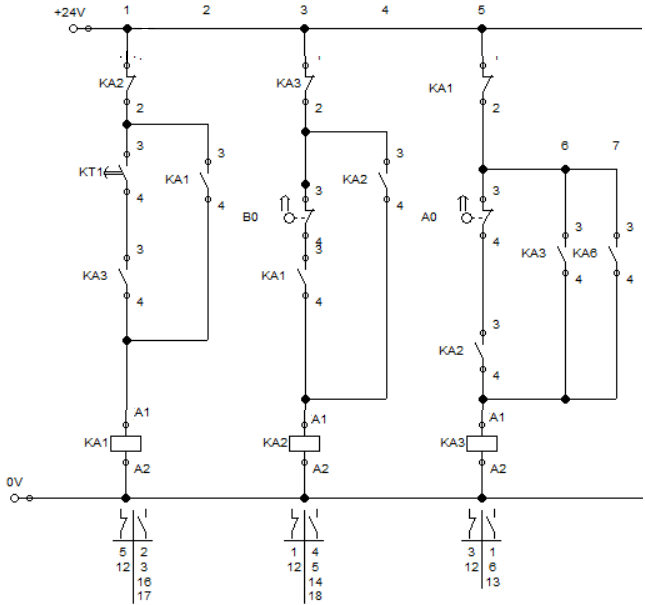 1 2 3 4 5
+24V
KA2 KA3 KA1
2 2 2
6 7
3 3 3 3 3
KT1 KA1 KA2
4 4 4 4 4
B0 A0
3 3 3 3
KA3 KA1 KA3 KA6
4 4 4 4
3
KA2
4
A1 A1 A1
KA1 KA2 KA3
A2 A2 A2
0V
5 2 1 4 3 1
12 3 12 5 12 6
16 14 13
17 18